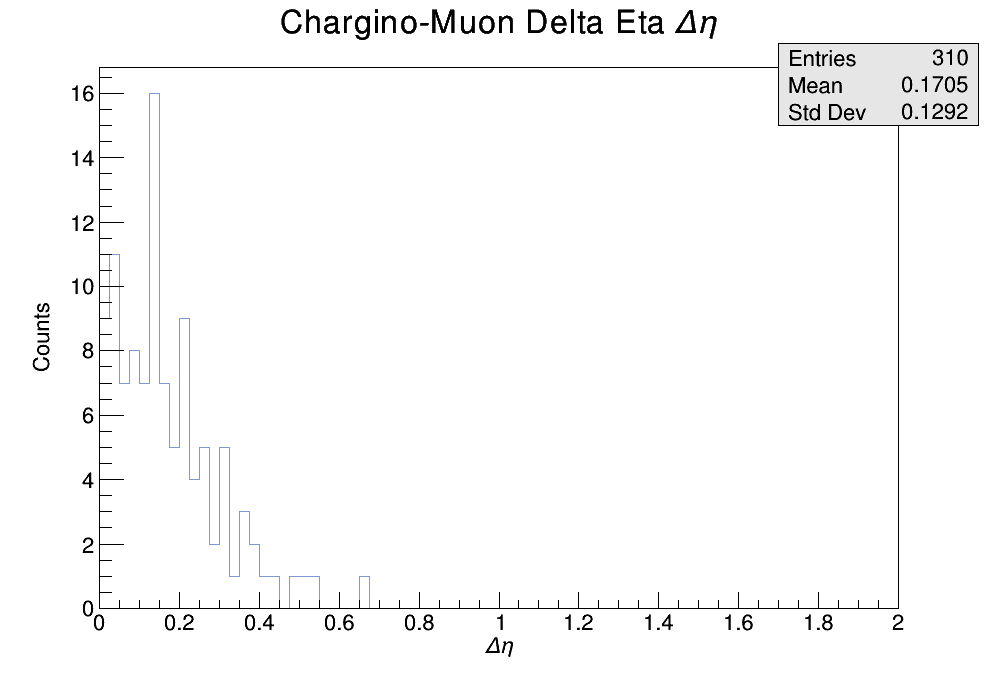 Chargino-Muon Delta Eta Δη
Entries 310
Mean 0.1705
Std Dev 0.1292
16
14
12
10
8
6
4
2
0
Counts
0 0.2 0.4 0.6 0.8 1 1.2 1.4 1.6 1.8 2
Δη